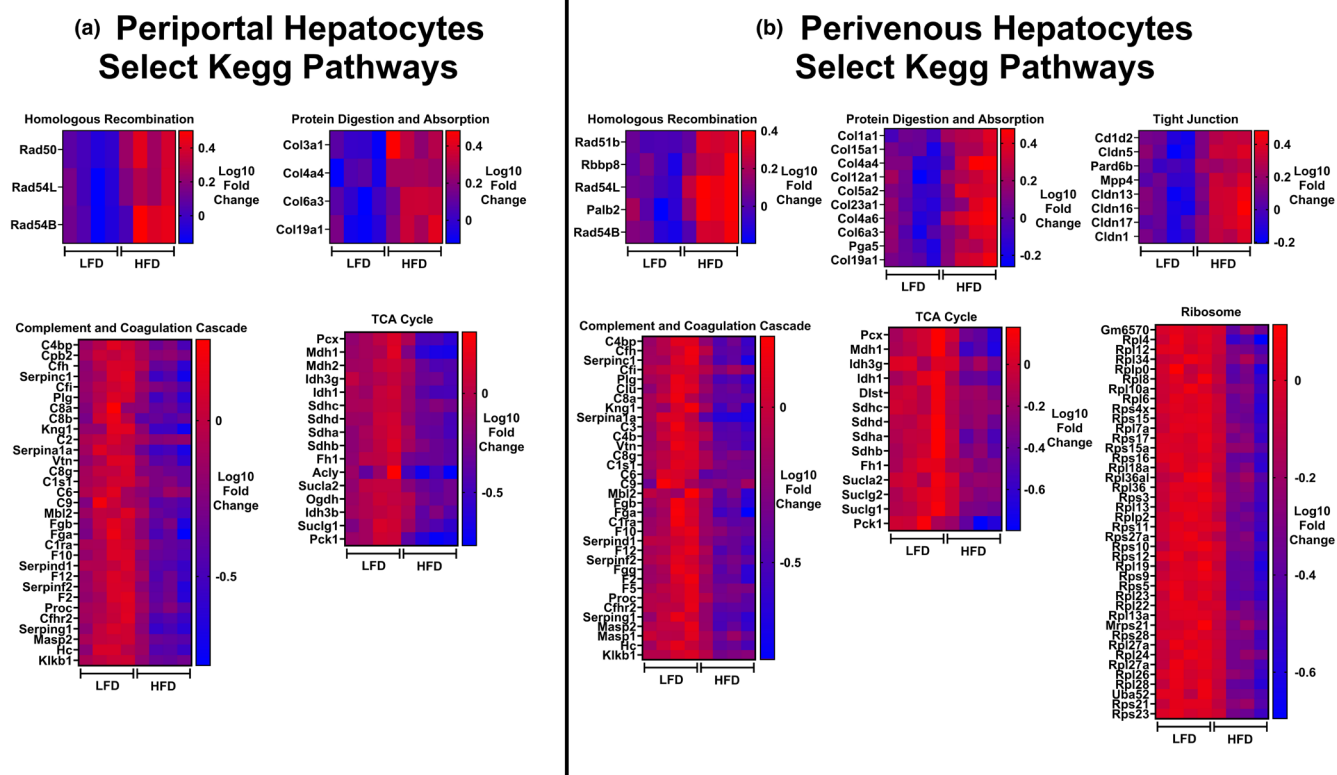 (a) Periportal Hepatocytes
Select Kegg Pathways
Homologous Recombination
Rad50
Rad54L
Rad54B
0.4
0.2
0
Log10
Fold
Change
LFD
HFD
Protein Digestion and Absorption
Col3a1
Col4a4
Col6a3
Col19a1
0.4
0.2
0
Log10
Fold
Change
LFD
HFD
Complement and Coagulation Cascade
C4bp
Cpb2
Cfh
Serpinc1
Cfi
Plg
C8a
C8b
Kng1
C2
Serpina1a
Vtn
C8g
C1s1
C6
C9
Mbl2
Fgb
Fga
C1ra
F10
Serpind1
F12
Serpinf2
F2
Proc
Cfhr2
Serping1
Masp2
Hc
Klkb1
0
-0.5
Log10
Fold
Change
LFD
HFD
TCA Cycle
Pcx
Mdh1
Mdh2
Idh3g
Idh1
Sdhc
Sdhd
Sdha
Sdhb
Fh1
Acly
Sucla2
Ogdh
Idh3b
Suclg1
Pck1
0
-0.5
Log10
Fold
Change
LFD
HFD
(b) Perivenous Hepatocytes
Select Kegg Pathways
Homologous Recombination
Rad51b
Rbbp8
Rad54L
Palb2
Rad54B
0.4
0.2
0
Log10
Fold
Change
LFD
HFD
Protein Digestion and Absorption
Col1a1
Col15a1
Col4a4
Col12a1
Col5a2
Col23a1
Col4a6
Col6a3
Pga5
Col19a1
0.4
0.2
0
-0.2
Log10
Fold
Change
LFD
HFD
Tight Junction
Cd1d2
Cldn5
Pard6b
Mpp4
Cldn13
Cldn16
Cldn17
Cldn1
0.4
0.2
0
-0.2
Log10
Fold
Change
LFD
HFD
Complement and Coagulation Cascade
C4bp
Cfh
Serpinc1
Cfi
Plg
Clu
C8a
Kng1
Serpina1a
C3
C4b
Vtn
C8g
C1s1
C6
C9
Mbl2
Fgb
Fga
C1ra
F10
Serpind1
F12
Serpinf2
Fgg
F2
F5
Proc
Cfhr2
Serping1
Masp2
Masp1
Hc
Klkb1
0
-0.5
Log10
Fold
Change
LFD
HFD
TCA Cycle
Pcx
Mdh1
Idh3g
Idh1
Dlst
Sdhc
Sdhd
Sdha
Sdhb
Fh1
Sucla2
Suclg2
Suclg1
Pck1
0
-0.2
-0.4
-0.6
Log10
Fold
Change
LFD
HFD
Ribosome
Gm6570
Rpl4
Rpl12
Rpl34
Rplp0
Rpl8
Rpl10a
Rpl6
Rps4x
Rps15
Rpl7a
Rps17
Rps15a
Rps16
Rpl18a
Rpl36al
Rpl36
Rps3
Rpl13
Rplp2
Rps11
Rps27a
Rps10
Rps12
Rpl19
Rps9
Rps5
Rpl23
Rpl22
Rpl13a
Mrps21
Rps28
Rpl27a
Rpl24
Rpl27a
Rpl26
Rpl28
Uba52
Rps21
Rps23
0
-0.2
-0.4
-0.6
Log10
Fold
Change
LFD
HFD